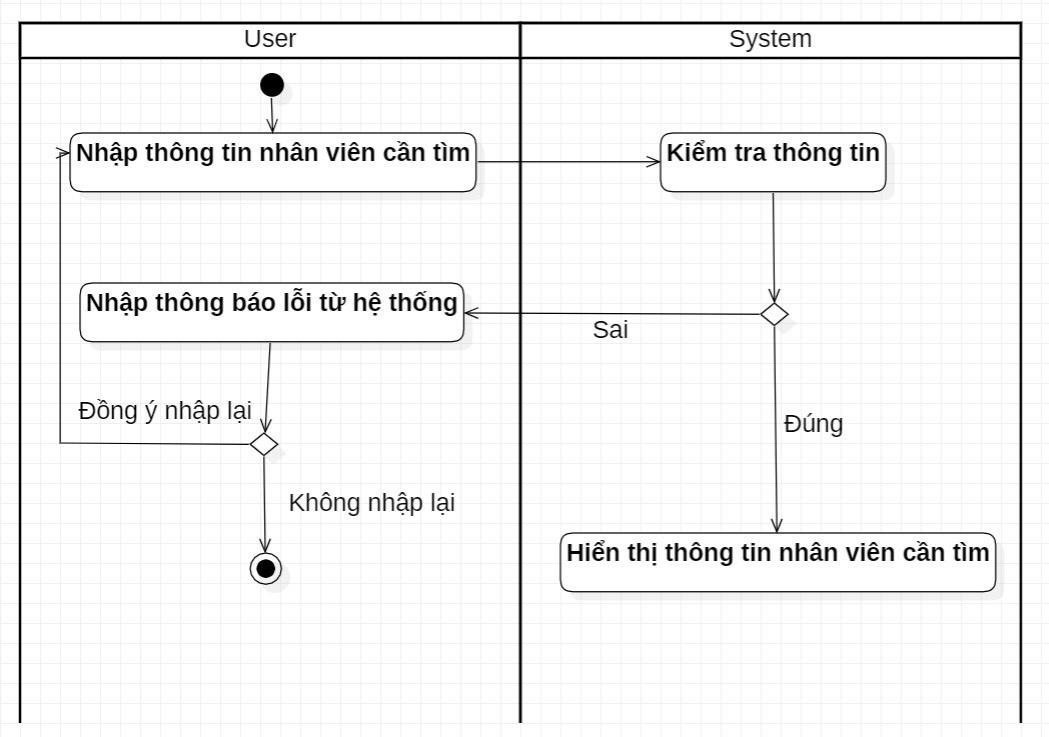 User
System
Nhập thông tin nhân viên cần tìm
Kiểm tra thông tin
Nhập thông báo lỗi từ hệ thống
Sai
Đồng ý nhập lại
Đúng
Không nhập lại
Hiển thị thông tin nhân viên cần tìm